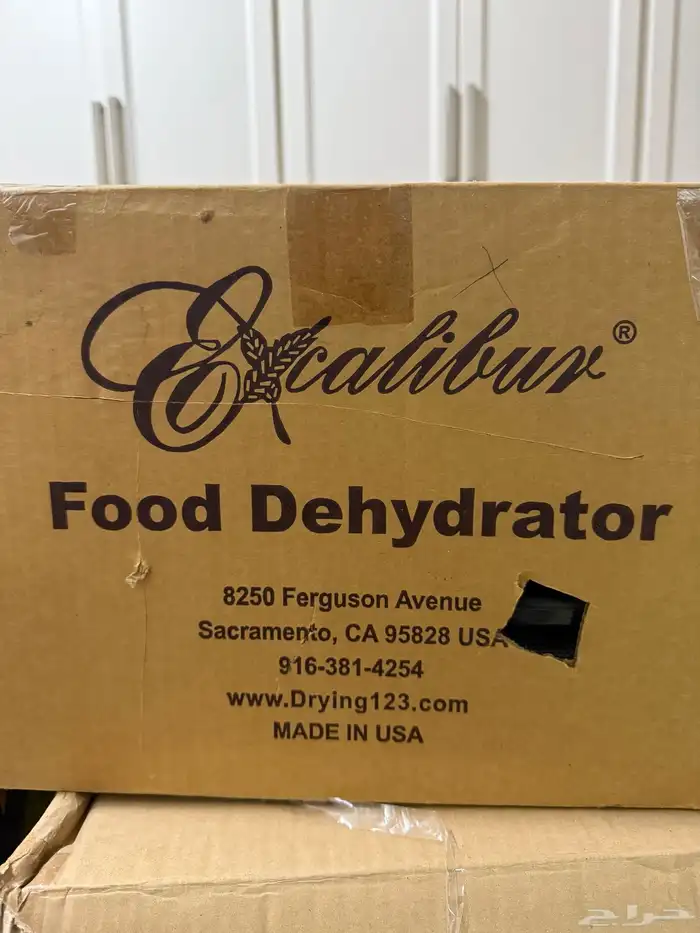 Excalibur®
Food Dehydrator
8250 Ferguson Avenue
Sacramento, CA 95828 USA
916-381-4254
www.Drying123.com
MADE IN USA
حراج